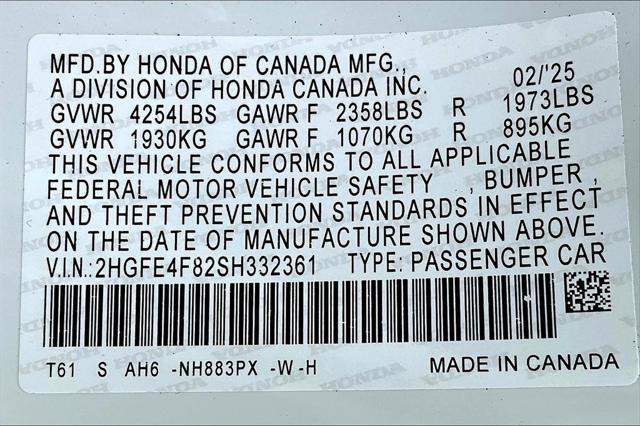 MFD.BY HONDA OF CANADA MFG.,
A DIVISION OF HONDA CANADA INC. 02/'25
GVWR 4254LBS GAWR F 2358LBS R 1973LBS
GVWR 1930KG GAWR F 1070KG R 895KG
THIS VEHICLE CONFORMS TO ALL APPLICABLE
FEDERAL MOTOR VEHICLE SAFETY , BUMPER ,
AND THEFT PREVENTION STANDARDS IN EFFECT
ON THE DATE OF MANUFACTURE SHOWN ABOVE.
V.I.N.:2HGFE4F82SH332361 TYPE: PASSENGER CAR
T61 S AH6 -NH883PX -W-H MADE IN CANADA